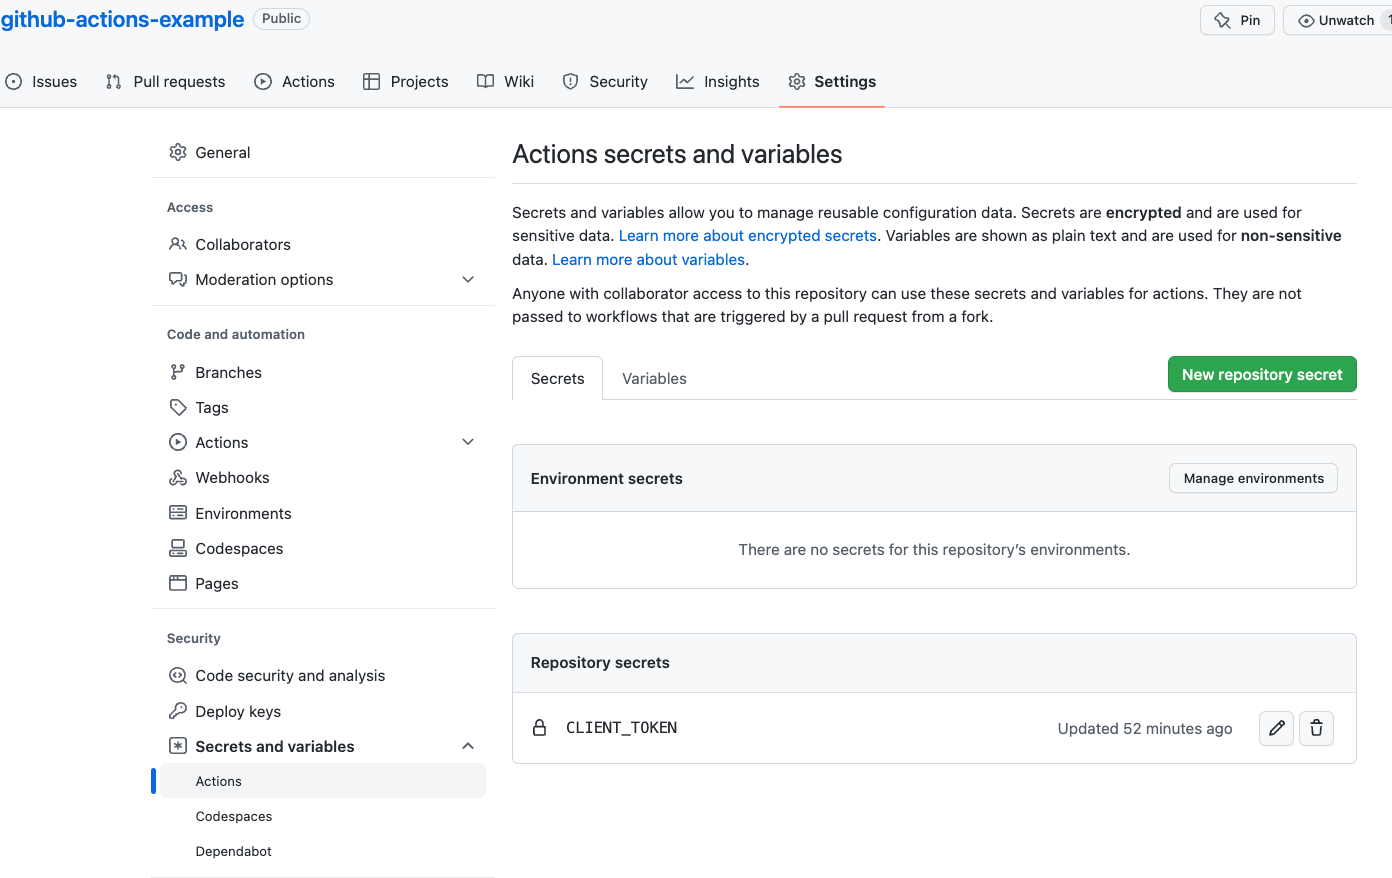 github-actions-example Public
Pin
Unwatch 1
Issues
Pull requests
Actions
Projects
Wiki
Security
Insights
Settings
General
Access
Collaborators
Moderation options
Code and automation
Branches
Tags
Actions
Webhooks
Environments
Codespaces
Pages
Security
Code security and analysis
Deploy keys
Secrets and variables
Actions
Codespaces
Dependabot
Actions secrets and variables
Secrets and variables allow you to manage reusable configuration data. Secrets are encrypted and are used for
sensitive data. Learn more about encrypted secrets. Variables are shown as plain text and are used for non-sensitive
data. Learn more about variables.
Anyone with collaborator access to this repository can use these secrets and variables for actions. They are not
passed to workflows that are triggered by a pull request from a fork.
Secrets
Variables
New repository secret
Environment secrets
Manage environments
There are no secrets for this repository’s environments.
Repository secrets
CLIENT_TOKEN
Updated 52 minutes ago